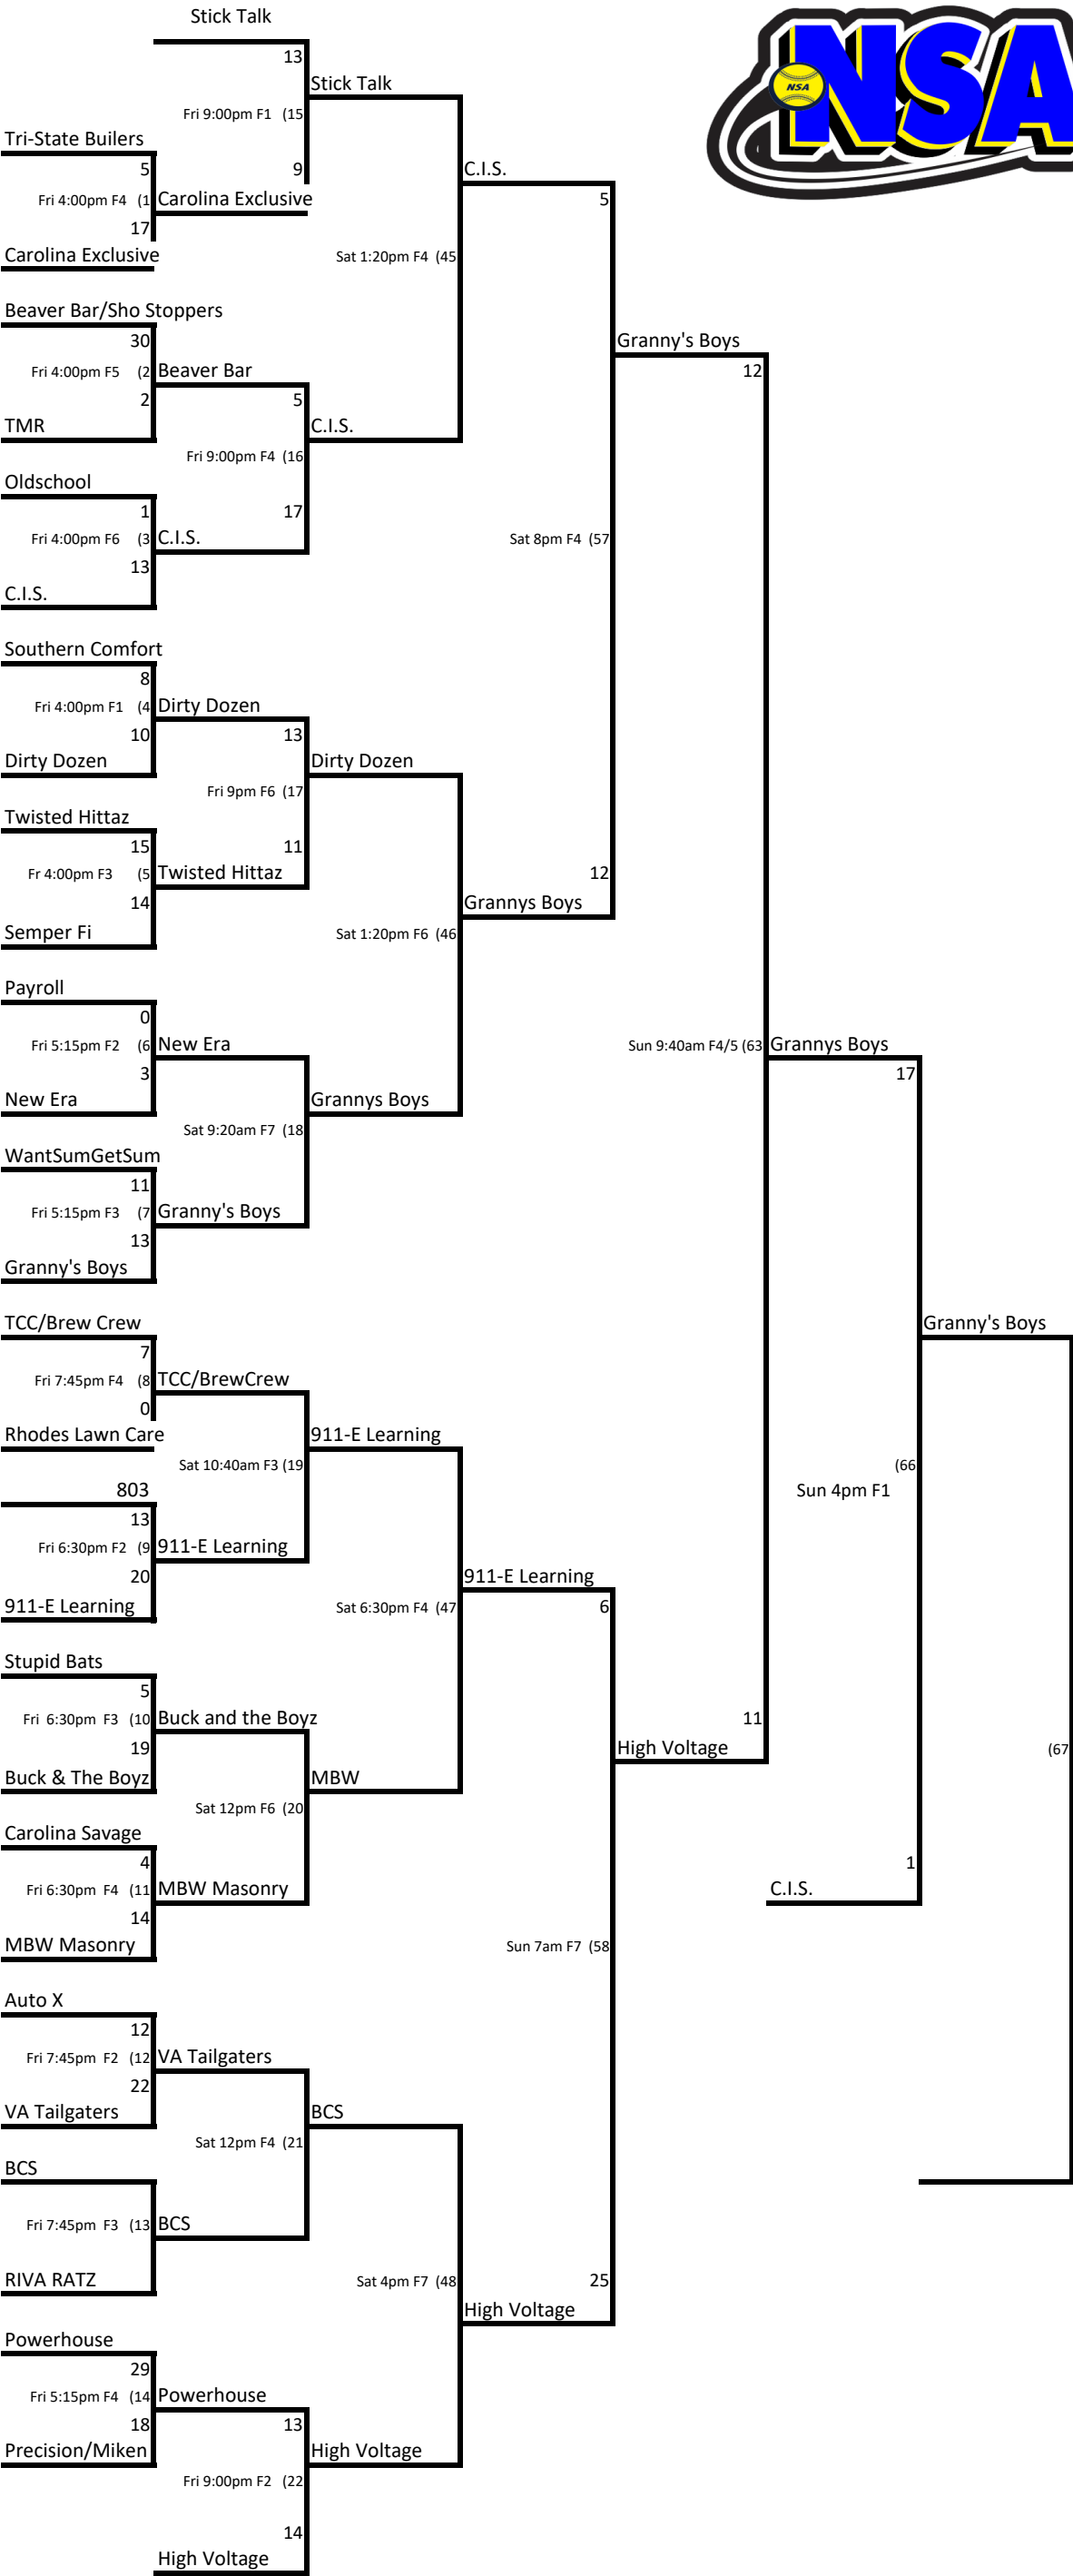 Stick Talk
NSA
NSA
13
Stick Talk
Fri 9:00pm F1 (15
Tri-State Builers
5
9
C.I.S.
Fri 4:00pm F4 (1
Carolina Exclusive
5
17
Carolina Exclusive
Sat 1:20pm F4 (45
Beaver Bar/Sho Stoppers
30
Granny's Boys
Fri 4:00pm F5 (2
Beaver Bar
12
2
5
TMR
C.I.S.
Fri 9:00pm F4 (16
Oldschool
1
17
Fri 4:00pm F6 (3
C.I.S.
Sat 8pm F4 (57
13
C.I.S.
Southern Comfort
8
Fri 4:00pm F1 (4
Dirty Dozen
10
13
Dirty Dozen
Dirty Dozen
Fri 9pm F6 (17
Twisted Hittaz
15
11
Fr 4:00pm F3 (5
Twisted Hittaz
12
14
Grannys Boys
Semper Fi
Sat 1:20pm F6 (46
Payroll
0
Fri 5:15pm F2 (6
New Era
Sun 9:40am F4/5 (63
Grannys Boys
3
17
New Era
Grannys Boys
Sat 9:20am F7 (18
WantSumGetSum
11
Fri 5:15pm F3 (7
Granny's Boys
13
Granny's Boys
TCC/Brew Crew
Granny's Boys
7
Fri 7:45pm F4 (8
TCC/BrewCrew
0
Rhodes Lawn Care
911-E Learning
Sat 10:40am F3 (19
(66
803
Sun 4pm F1
13
Fri 6:30pm F2 (9
911-E Learning
20
911-E Learning
911-E Learning
Sat 6:30pm F4 (47
6
Stupid Bats
5
Fri 6:30pm F3 (10
Buck and the Boyz
11
19
High Voltage
(67
Buck & The Boyz
MBW
Sat 12pm F6 (20
Carolina Savage
4
1
Fri 6:30pm F4 (11
MBW Masonry
C.I.S.
14
MBW Masonry
Sun 7am F7 (58
Auto X
12
Fri 7:45pm F2 (12
VA Tailgaters
22
VA Tailgaters
BCS
Sat 12pm F4 (21
BCS
Fri 7:45pm F3 (13
BCS
RIVA RATZ
Sat 4pm F7 (48
25
High Voltage
Powerhouse
29
Fri 5:15pm F4 (14
Powerhouse
18
13
Precision/Miken
High Voltage
Fri 9:00pm F2 (22
14
High Voltage